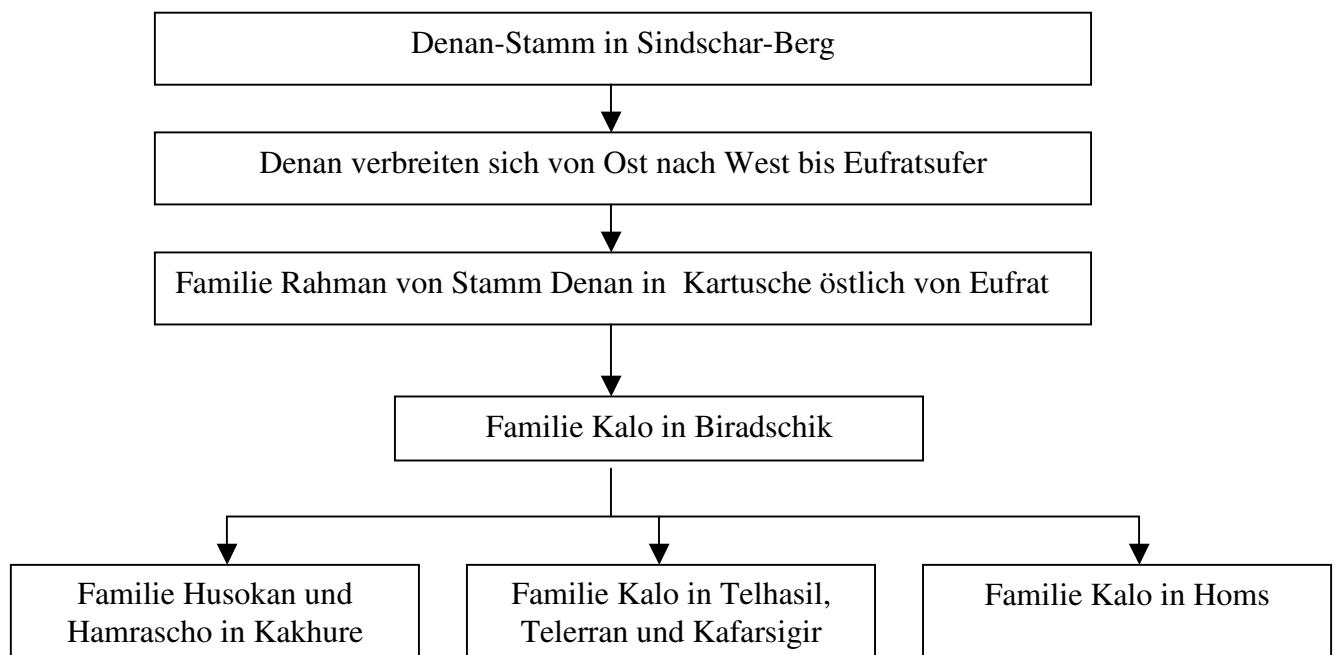 Denan-Stamm in Sindschar-Berg
Denan verbreiten sich von Ost nach West bis Eufratsufer
Familie Rahman von Stamm Denan in Kartusche östlich von Eufrat
Familie Kalo in Biradschik
Familie Husokan und
Hamrascho in Kakhure
Familie Kalo in Telhasil,
Telerran und Kafarsigir
Familie Kalo in Homs